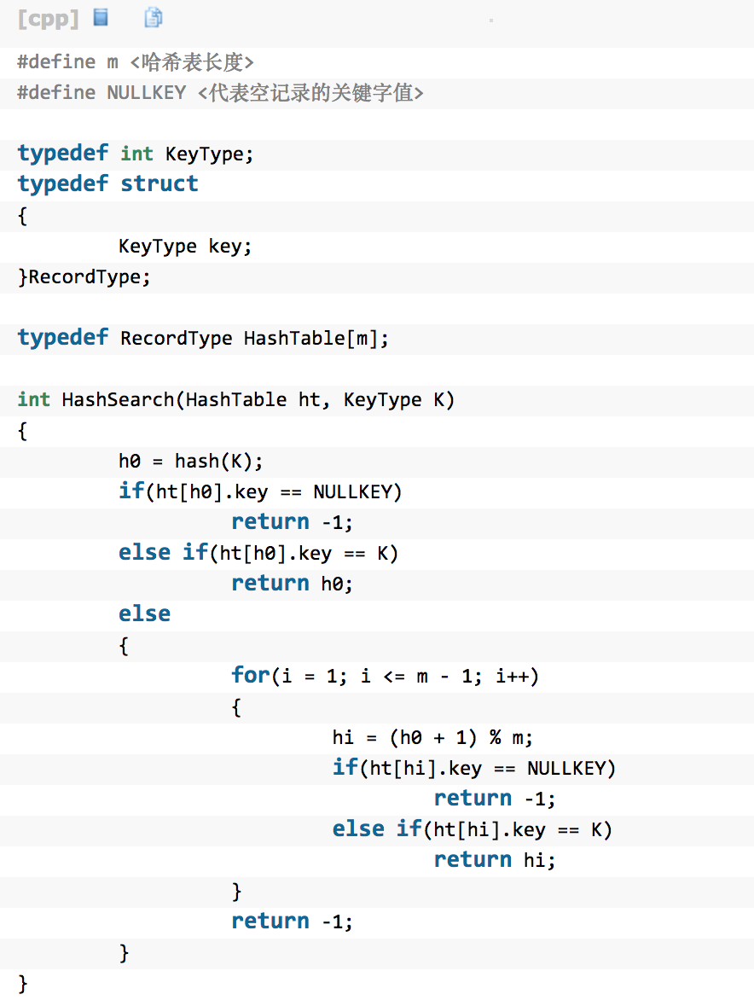 [cpp]
#define m <哈希表长度>
#define NULLKEY <代表空记录的关键字值>
typedef int KeyType;
typedef struct
{
KeyType key;
}RecordType;
typedef RecordType HashTable[m];
int HashSearch(HashTable ht, KeyType K)
{
h0 = hash(K);
if(ht[h0].key == NULLKEY)
return -1;
else if(ht[h0].key == K)
return h0;
else
{
for(i = 1; i <= m - 1; i++)
{
hi = (h0 + 1) % m;
if(ht[hi].key == NULLKEY)
return -1;
else if(ht[hi].key == K)
return hi;
}
return -1;
}
}